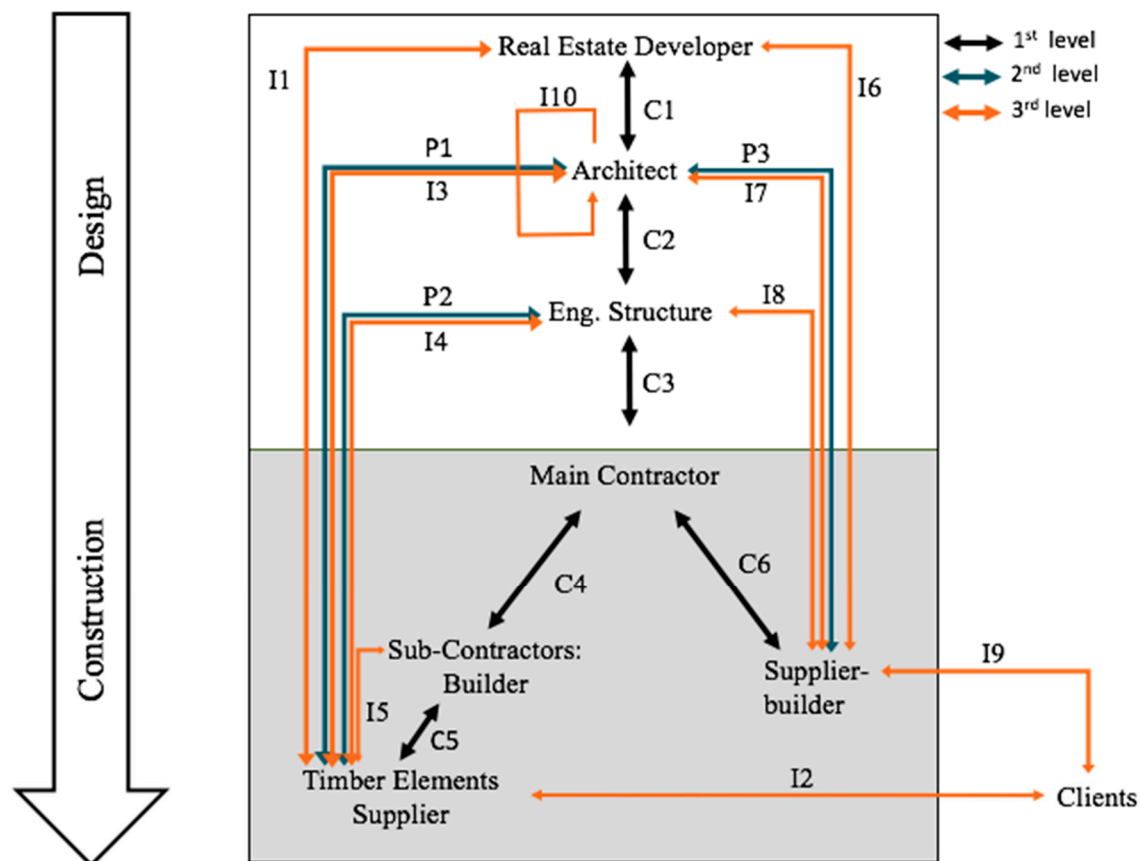 Real Estate Developer
1st level
2nd level
3rd level
I1
I10
C1
I6
P1
Architect
P3
I3
I7
Design
C2
P2
Eng. Structure
I8
I4
C3
Main Contractor
Construction
C4
C6
Sub-Contractors:
Builder
Supplier-
builder
I9
I5
C5
Timber Elements
Supplier
I2
Clients